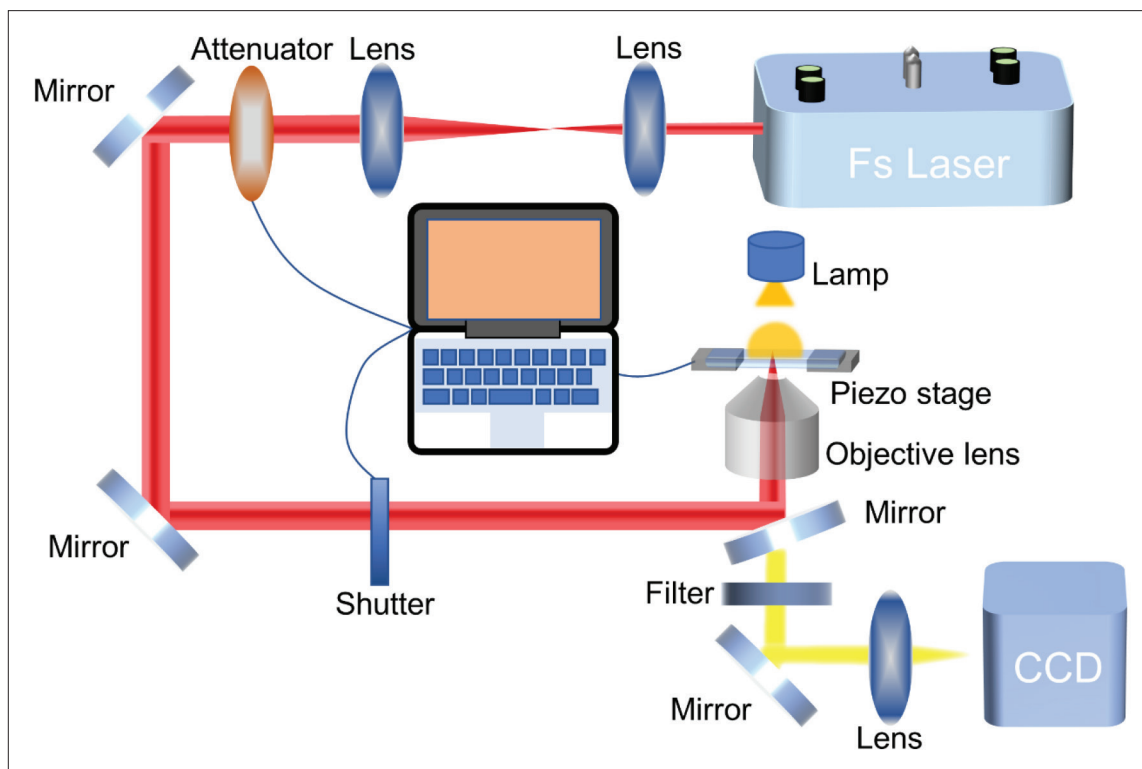 Attenuator
Lens
Lens
Mirror
Fs Laser
Lamp
Piezo stage
Objective lens
Mirror
Mirror
Shutter
Filter
CCD
Mirror
Lens